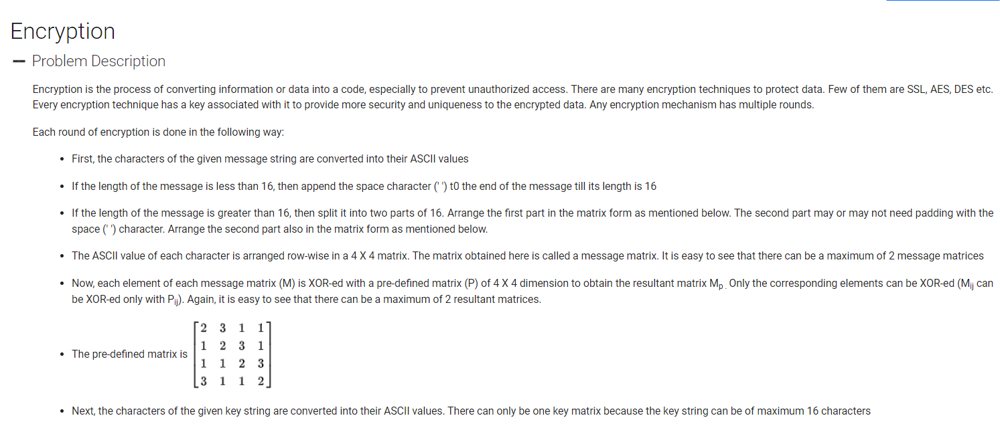 Encryption
Problem Description
Encryption is the process of converting information or data into a code, especially to prevent unauthorized access. There are many encryption techniques to protect data. Few of them are SSL, AES, DES etc.
Every encryption technique has a key associated with it to provide more security and uniqueness to the encrypted data. Any encryption mechanism has multiple rounds.
Each round of encryption is done in the following way:
• First, the characters of the given message string are converted into their ASCII values
• If the length of the message is less than 16, then append the space character (' ') t0 the end of the message till its length is 16
• If the length of the message is greater than 16, then split it into two parts of 16. Arrange the first part in the matrix form as mentioned below. The second part may or may not need padding with the
space (' ') character. Arrange the second part also in the matrix form as mentioned below.
• The ASCII value of each character is arranged row-wise in a 4 X 4 matrix. The matrix obtained here is called a message matrix. It is easy to see that there can be a maximum of 2 message matrices
• Now, each element of each message matrix (M) is XOR-ed with a pre-defined matrix (P) of 4 X 4 dimension to obtain the resultant matrix Mp . Only the corresponding elements can be XOR-ed (Mij can
be XOR-ed only with Pij). Again, it is easy to see that there can be a maximum of 2 resultant matrices.
2 3 1 1
1 2 3 1
• The pre-defined matrix is
1 1 2 3
3 1 1 2
• Next, the characters of the given key string are converted into their ASCII values. There can only be one key matrix because the key string can be of maximum 16 characters